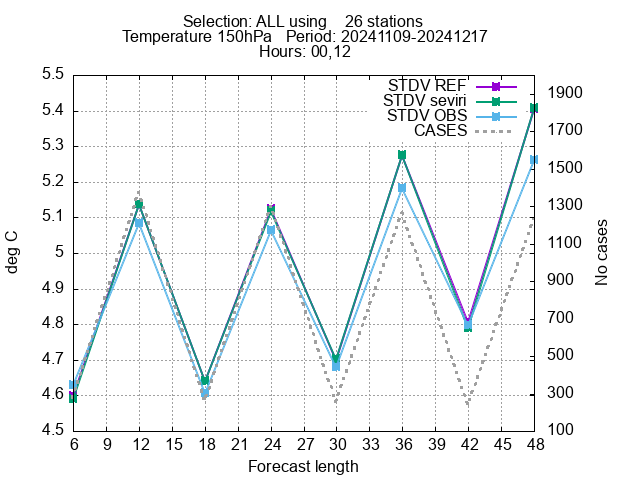 Selection: ALL using    26 stations
Temperature 150hPa   Period: 20241109-20241217
Hours: 00,12
STDV REF
STDV seviri
STDV OBS
CASES
deg C
5.5
5.4
5.3
5.2
5.1
5
4.9
4.8
4.7
4.6
4.5
1900
1700
1500
1300
1100
900
700
500
300
100
No cases
6 9 12 15 18 21 24 27 30 33 36 39 42 45 48
Forecast length